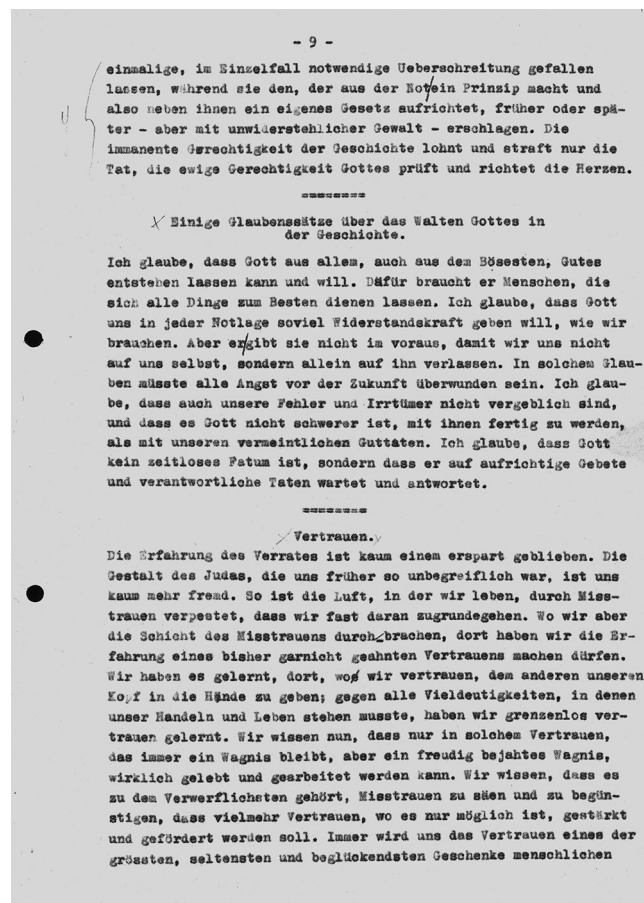 - 9 -
einmalige, im Einzelfall notwendige Ueberschreitung gefallen
lassen, während sie den, der aus der Not/ein Prinzip macht und
also neben ihnen ein eigenes Gesetz aufrichtet, früher oder spä-
ter - aber mit unwiderstehlicher Gewalt - erschlagen. Die
immanente Gerechtigkeit der Geschichte lohnt und straft nur die
Tat, die ewige Gerechtigkeit Gottes prüft und richtet die Herzen.
========
Einige Glaubenssätze über das Walten Gottes in
der Geschichte.
Ich glaube, dass Gott aus allem, auch aus dem Bösesten, Gutes
entstehen lassen kann und will. Dafür braucht er Menschen, die
sich alle Dinge zum Besten dienen lassen. Ich glaube, dass Gott
uns in jeder Notlage soviel Widerstandskraft geben will, wie wir
brauchen. Aber er/gibt sie nicht im voraus, damit wir uns nicht
auf uns selbst, sondern allein auf ihn verlassen. In solchem Glau-
ben müsste alle Angst vor der Zukunft überwunden sein. Ich glau-
be, dass auch unsere Fehler und Irrtümer nicht vergeblich sind,
und dass es Gott nicht schwerer ist, mit ihnen fertig zu werden,
als mit unseren vermeintlichen Guttaten. Ich glaube, dass Gott
kein zeitloses Fatum ist, sondern dass er auf aufrichtige Gebete
und verantwortliche Taten wartet und antwortet.
========
Vertrauen.
Die Erfahrung des Verrates ist kaum einem erspart geblieben. Die
Gestalt des Judas, die uns früher so unbegreiflich war, ist uns
kaum mehr fremd. So ist die Luft, in der wir leben, durch Miss-
trauen verpestet, dass wir fast daran zugrundegehen. Wo wir aber
die Schicht des Misstrauens durchbrachen, dort haben wir die Er-
fahrung eines bisher garnicht geahnten Vertrauens machen dürfen.
Wir haben es gelernt, dort, wo wir vertrauen, dem anderen unseren
Kopf in die Hände zu geben; gegen alle Vieldeutigkeiten, in denen
unser Handeln und Leben stehen musste, haben wir grenzenlos ver-
trauen gelernt. Wir wissen nun, dass nur in solchem Vertrauen,
das immer ein Wagnis bleibt, aber ein freudig bejahtes Wagnis,
wirklich gelebt und gearbeitet werden kann. Wir wissen, dass es
zu dem Verwerflichsten gehört, Misstrauen zu säen und zu begün-
stigen, dass vielmehr Vertrauen, wo es nur möglich ist, gestärkt
und gefördert werden soll. Immer wird uns das Vertrauen eines der
grössten, seltensten und beglückendsten Geschenke menschlichen